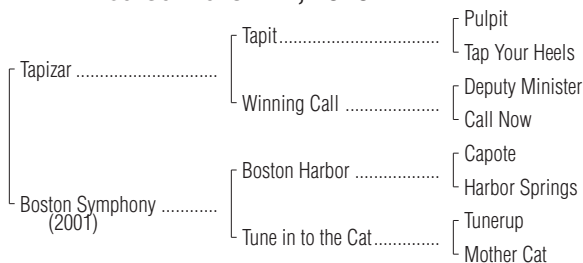 Pulpit
Tapit
Tap Your Heels
Tapizar
Deputy Minister
Winning Call
Call Now
Capote
Boston Harbor
Harbor Springs
Boston Symphony
(2001)
Tunerup
Tune in to the Cat
Mother Cat